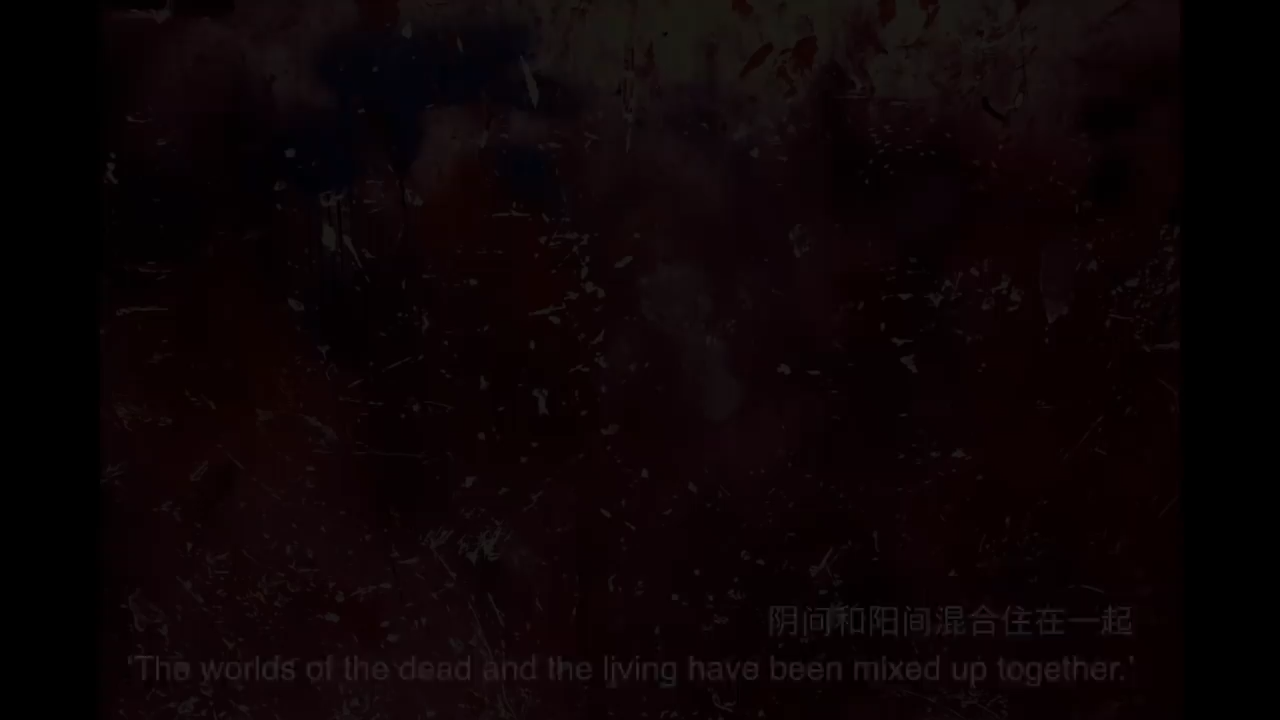 阴间和阳间混合住在一起
'The worlds of the dead and the living have been mixed up together.'